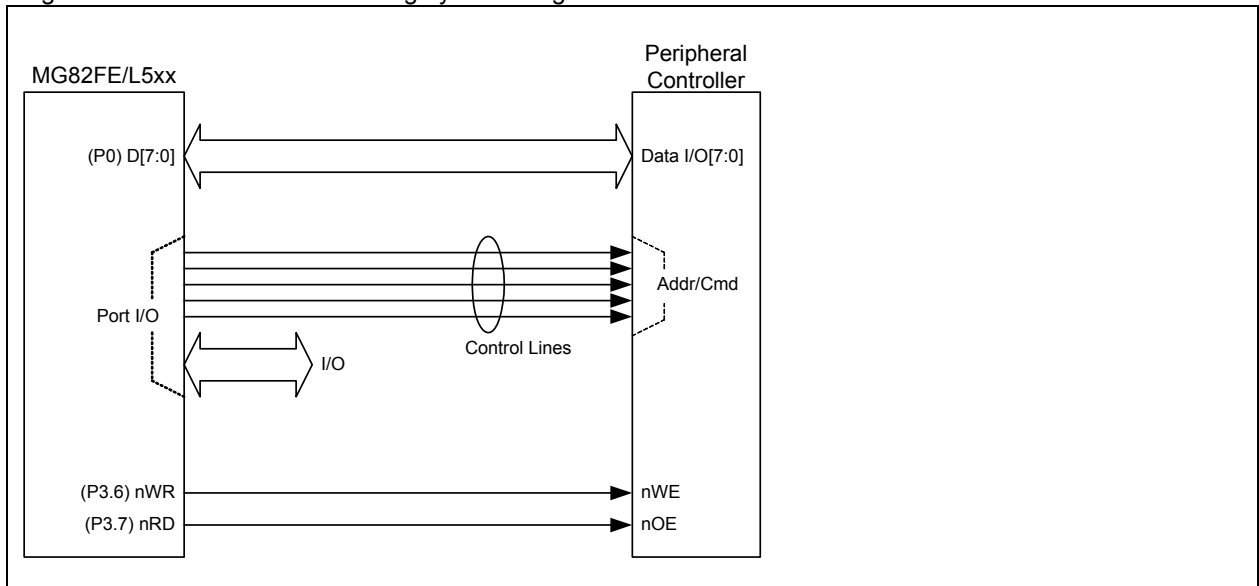 MG82FE/L5xx
Peripheral
Controller
(P0) D[7:0]
Data I/O[7:0]
Addr/Cmd
Port I/O
Control Lines
I/O
(P3.6) nWR
nWE
(P3.7) nRD
nOE